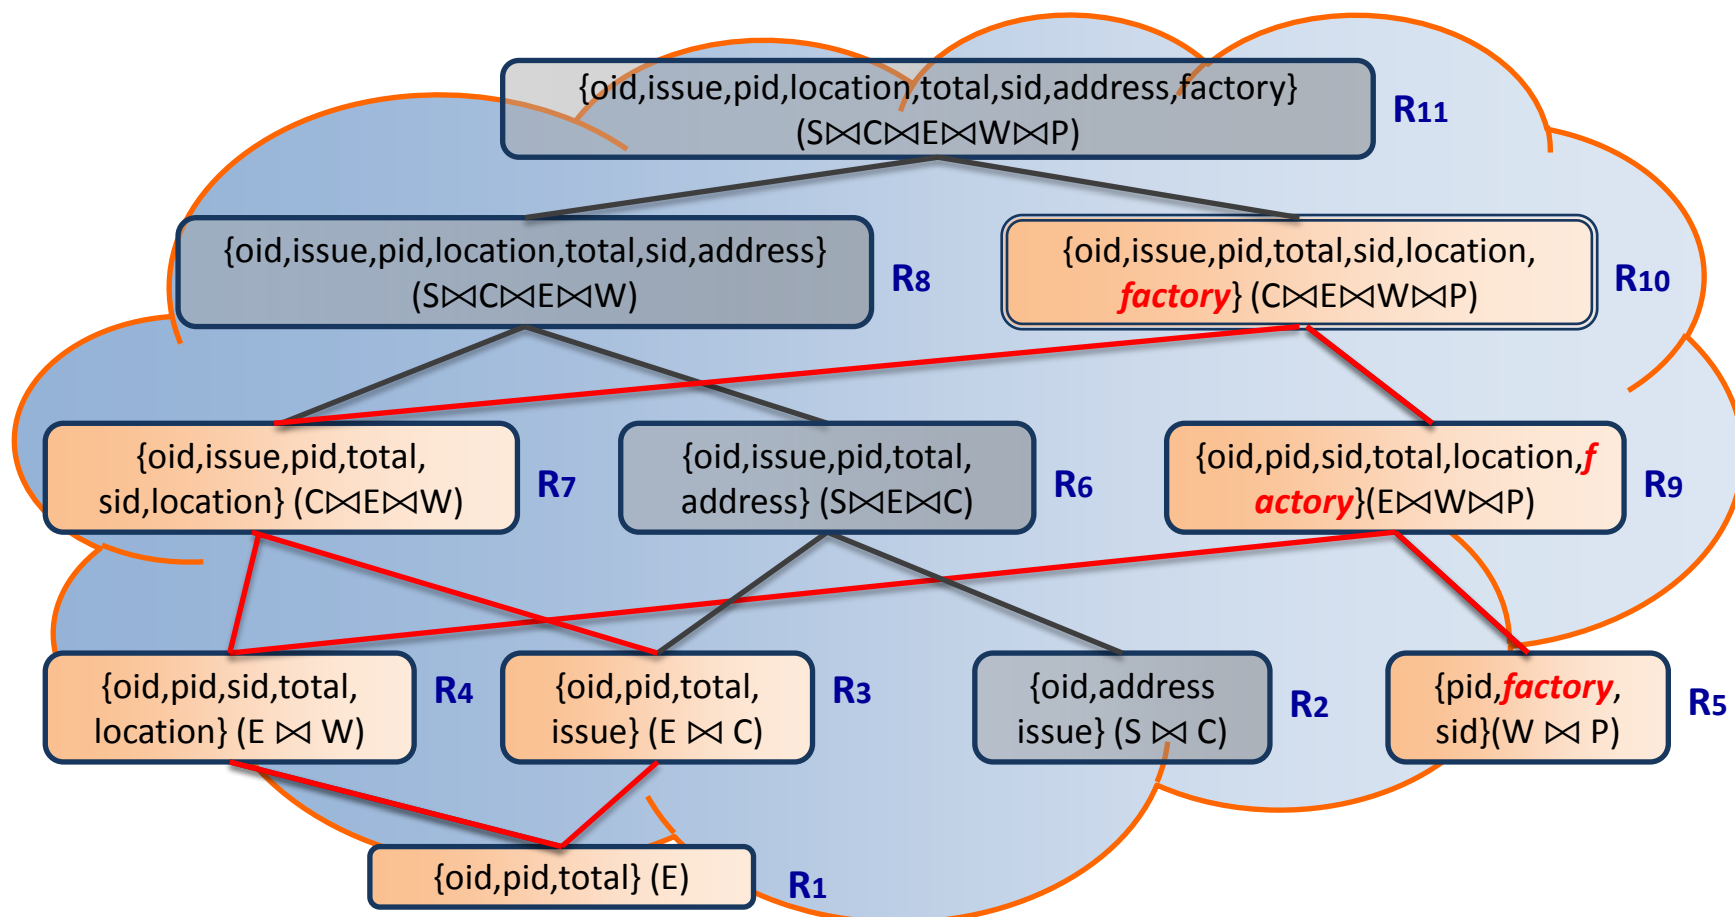 {oid,issue,pid,location,total,sid,address,factory}
(S⋈C⋈E⋈W⋈P)
R11
{oid,issue,pid,location,total,sid,address}
(S⋈C⋈E⋈W)
R8
{oid,issue,pid,total,sid,location,
factory} (C⋈E⋈W⋈P)
R10
{oid,issue,pid,total,
sid,location} (C⋈E⋈W)
R7
{oid,issue,pid,total,
address} (S⋈E⋈C)
R6
{oid,pid,sid,total,location,f
actory}(E⋈W⋈P)
R9
{oid,pid,sid,total,
location} (E ⋈ W)
R4
{oid,pid,total,
issue} (E ⋈ C)
R3
{oid,address
issue} (S ⋈ C)
R2
{pid,factory,
sid}(W ⋈ P)
R5
{oid,pid,total} (E)
R1